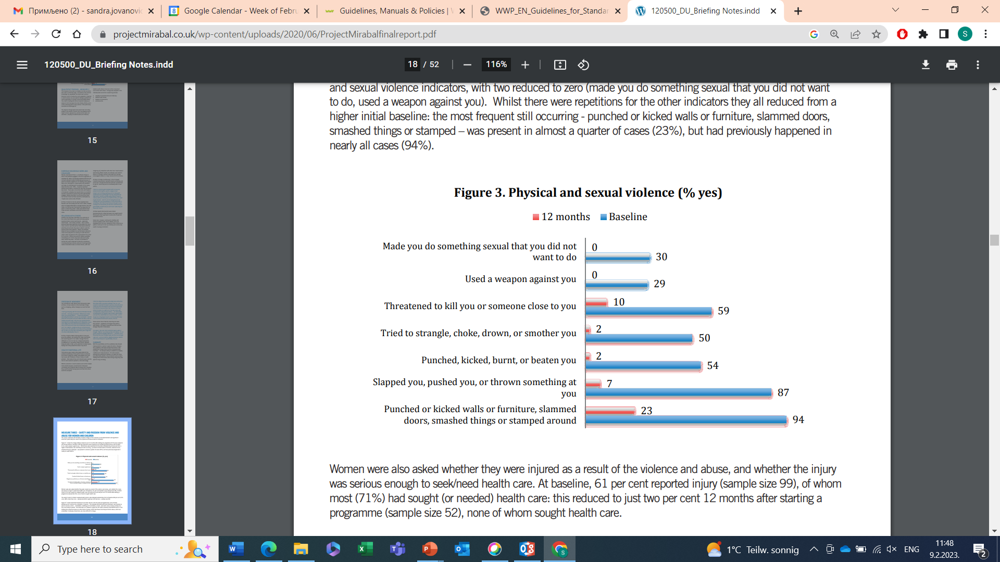 Примљено (2) - sandra.jovanovic
Google Calendar - Week of Febru
Guidelines, Manuals & Policies |
WWP_EN_Guidelines_for_Standar
120500_DU_Briefing Notes.indd
projectmirabal.co.uk/wp-content/uploads/2020/06/ProjectMirabalfinalreport.pdf
S
120500_DU_Briefing Notes.indd
18 / 52
116%
15
16
17
MEASURE THREE – SAFETY AND FREEDOM FROM VIOLENCE AND
ABUSE FOR WOMEN AND CHILDREN
18
and sexual violence indicators, with two reduced to zero (made you do something sexual that you did not want
to do, used a weapon against you). Whilst there were repetitions for the other indicators they all reduced from a
higher initial baseline: the most frequent still occurring - punched or kicked walls or furniture, slammed doors,
smashed things or stamped – was present in almost a quarter of cases (23%), but had previously happened in
nearly all cases (94%).
Figure 3. Physical and sexual violence (% yes)
12 months Baseline
Made you do something sexual that you did not
want to do
0
30
Used a weapon against you
0
29
Threatened to kill you or someone close to you
10
59
Tried to strangle, choke, drown, or smother you
2
50
Punched, kicked, burnt, or beaten you
2
54
Slapped you, pushed you, or thrown something at
you
7
87
Punched or kicked walls or furniture, slammed
doors, smashed things or stamped around
23
94
Women were also asked whether they were injured as a result of the violence and abuse, and whether the injury
was serious enough to seek/need health care. At baseline, 61 per cent reported injury (sample size 99), of whom
most (71%) had sought (or needed) health care: this reduced to just two per cent 12 months after starting a
programme (sample size 52), none of whom sought health care.
Type here to search
1°C Teilw. sonnig
ENG
11:48
9.2.2023.
2